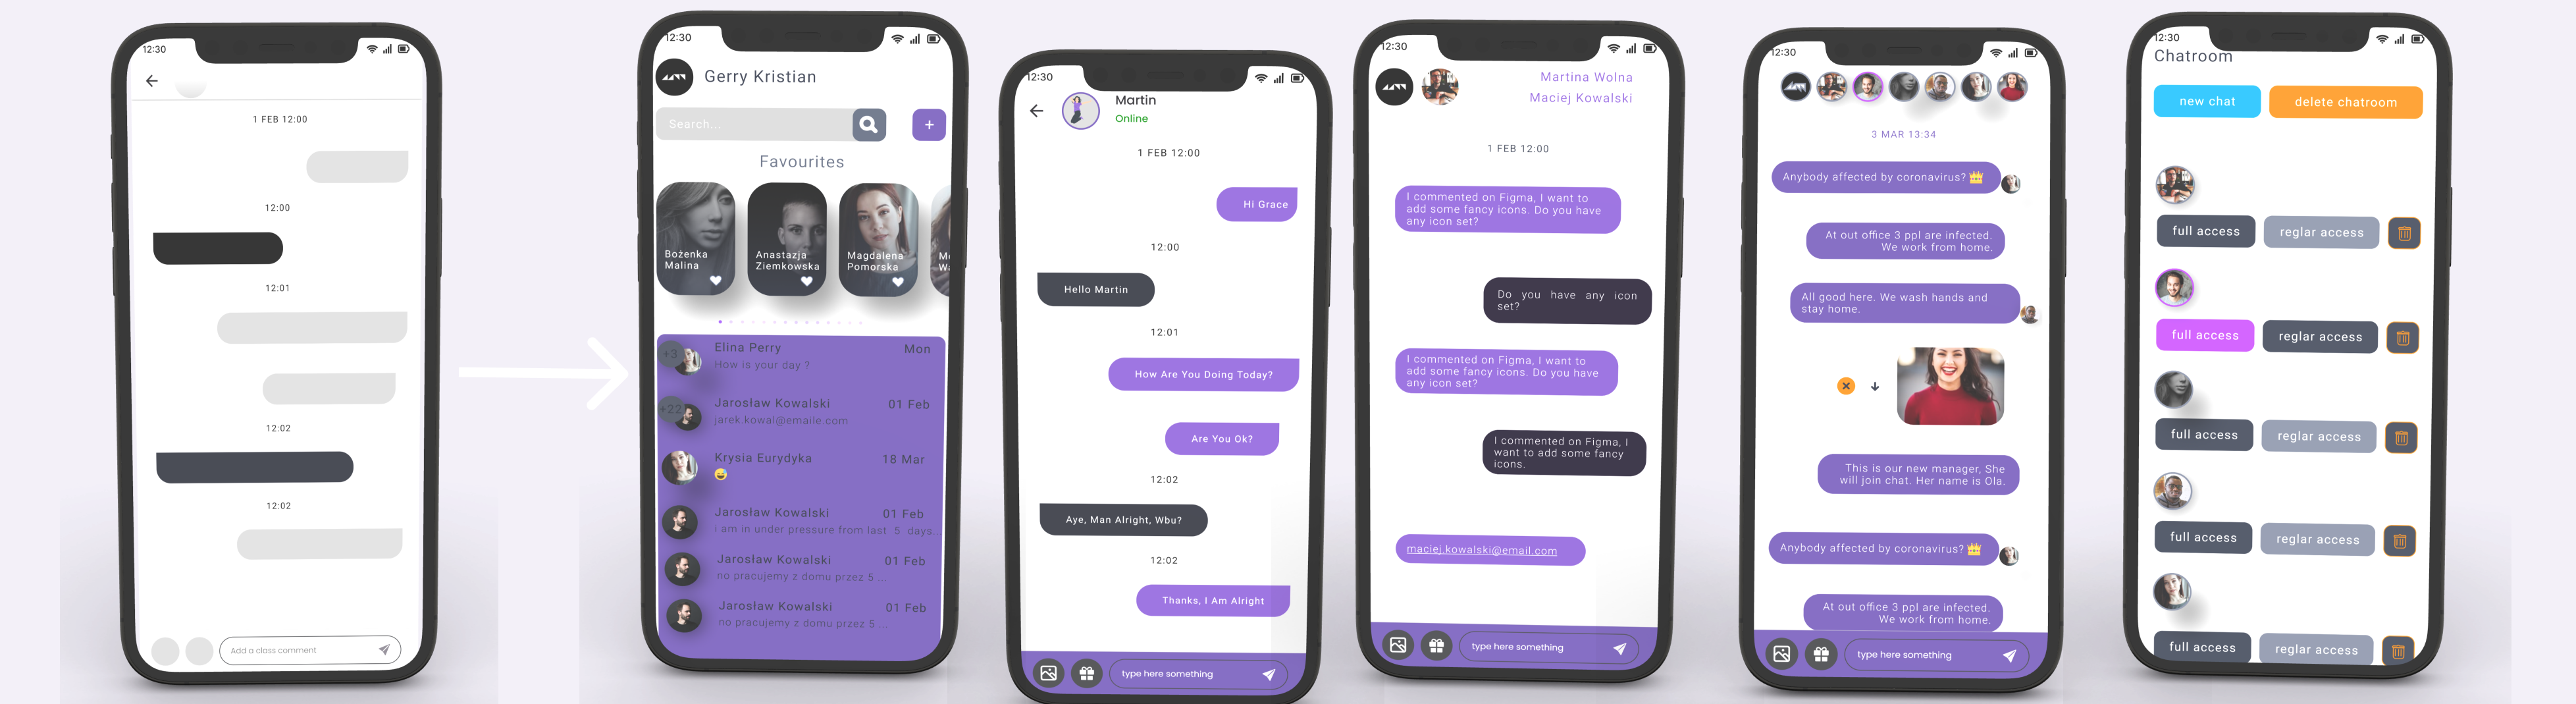 12:30
1 FEB 12:00
12:00
12:01
12:02
12:02
Add a class comment
12:30
Gerry Kristian
Search...
+
Favourites
Bożenka
Malina
Anastazja
Ziemkowska
Magdalena
Pomorska
Mo
Wa
+3
Elina Perry
Mon
How is your day ?
+22
Jarosław Kowalski
01 Feb
jarek.kowal@emaile.com
Krysia Eurydyka
18 Mar
Jarosław Kowalski
01 Feb
i am in under pressure from last 5 days...
Jarosław Kowalski
01 Feb
no pracujemy z domu przez 5 ...
Jarosław Kowalski
01 Feb
no pracujemy z domu przez 5 ...
12:30
Martin
Online
1 FEB 12:00
Hi Grace
12:00
Hello Martin
12:01
How Are You Doing Today?
Are You Ok?
12:02
Aye, Man Alright, Wbu?
12:02
Thanks, I Am Alright
type here something
12:30
Martina Wolna
Maciej Kowalski
1 FEB 12:00
I commented on Figma, I want to
add some fancy icons. Do you have
any icon set?
Do you have any icon
set?
I commented on Figma, I want to
add some fancy icons. Do you have
any icon set?
I commented on Figma, I
want to add some fancy
icons.
maciej.kowalski@email.com
type here something
12:30
3 MAR 13:34
Anybody affected by coronavirus?
At out office 3 ppl are infected.
We work from home.
All good here. We wash hands and
stay home.
This is our new manager, She
will join chat. Her name is Ola.
Anybody affected by coronavirus?
At out office 3 ppl are infected.
We work from home.
type here something
12:30
Chatroom
new chat
delete chatroom
full access
reglar access
full access
reglar access
full access
reglar access
full access
reglar access
full access
reglar access